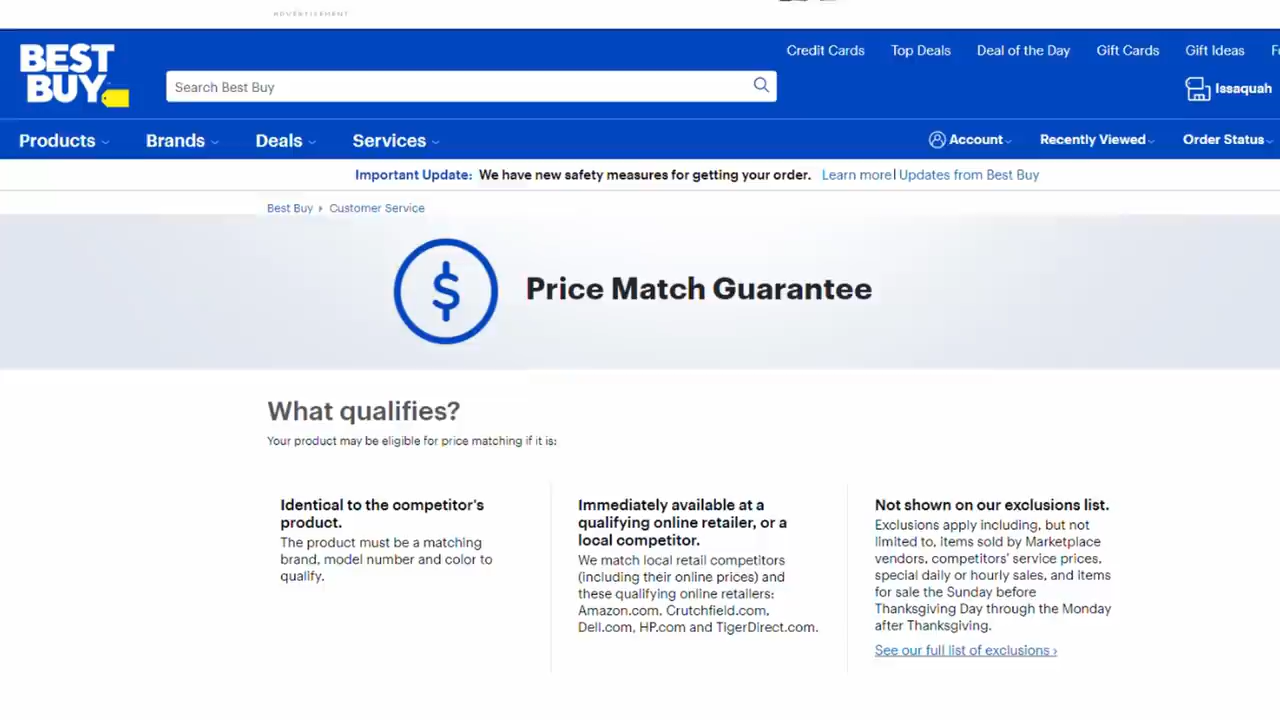 ADVERTISEMENT
BEST
BUY
Search Best Buy
Credit Cards
Top Deals
Deal of the Day
Gift Cards
Gift Ideas
Issaquah
Products
Brands
Deals
Services
Account
Recently Viewed
Order Status
Important Update: We have new safety measures for getting your order. Learn more| Updates from Best Buy
Best Buy
Customer Service
$
Price Match Guarantee
What qualifies?
Your product may be eligible for price matching if it is:
Identical to the competitor's
product.
The product must be a matching
brand, model number and color to
qualify.
Immediately available at a
qualifying online retailer, or a
local competitor.
We match local retail competitors
(including their online prices) and
these qualifying online retailers:
Amazon.com, Crutchfield.com,
Dell.com, HP.com and TigerDirect.com.
Not shown on our exclusions list.
Exclusions apply including, but not
limited to, items sold by Marketplace
vendors, competitors' service prices,
special daily or hourly sales, and items
for sale the Sunday before
Thanksgiving Day through the Monday
after Thanksgiving.
See our full list of exclusions ›